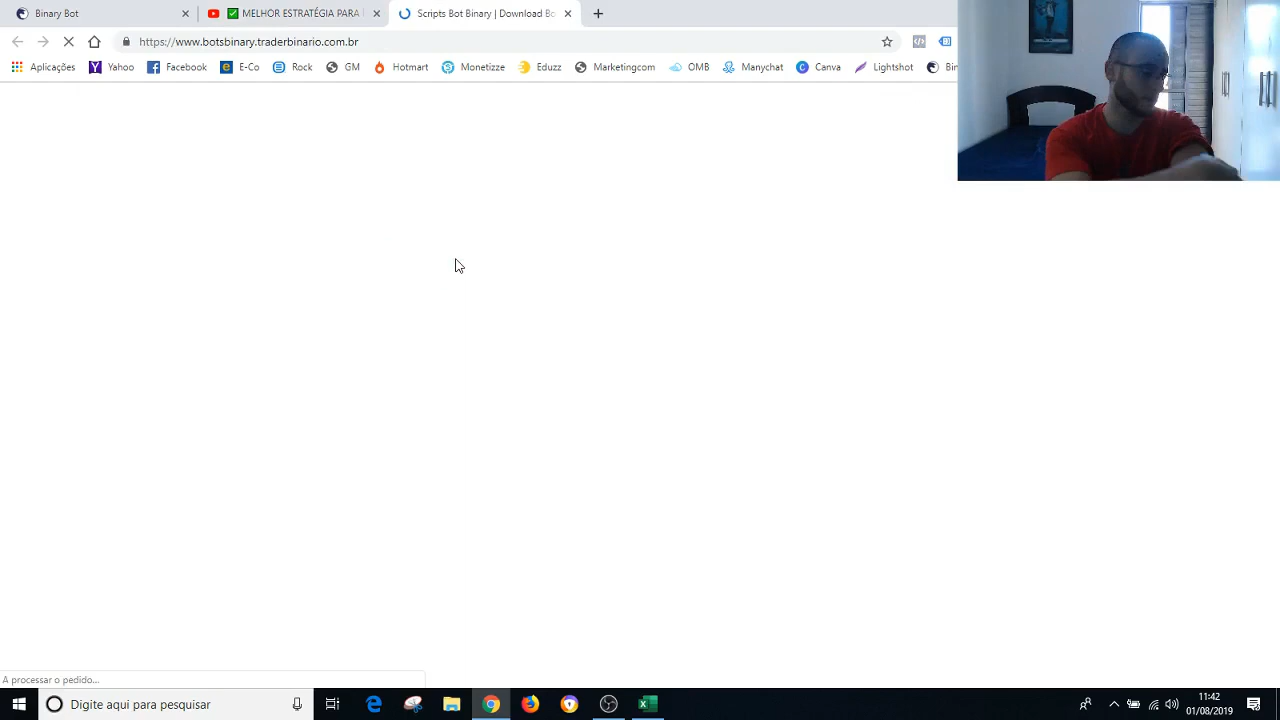 Binary Bot
MELHOR ESTRATÉGIA PARA
Scripts Bot Binary | Download Bo
https://www.botsbinary.traderbinario.com.br
Aplicações
Yahoo
Facebook
E-Co
Rock
GM
Hotmart
Monetizze
Eduzz
Marketingcom
OMB
Manychat
Canva
Lightshot
Bin
A processar o pedido...
Digite aqui para pesquisar
11:42
01/08/2019